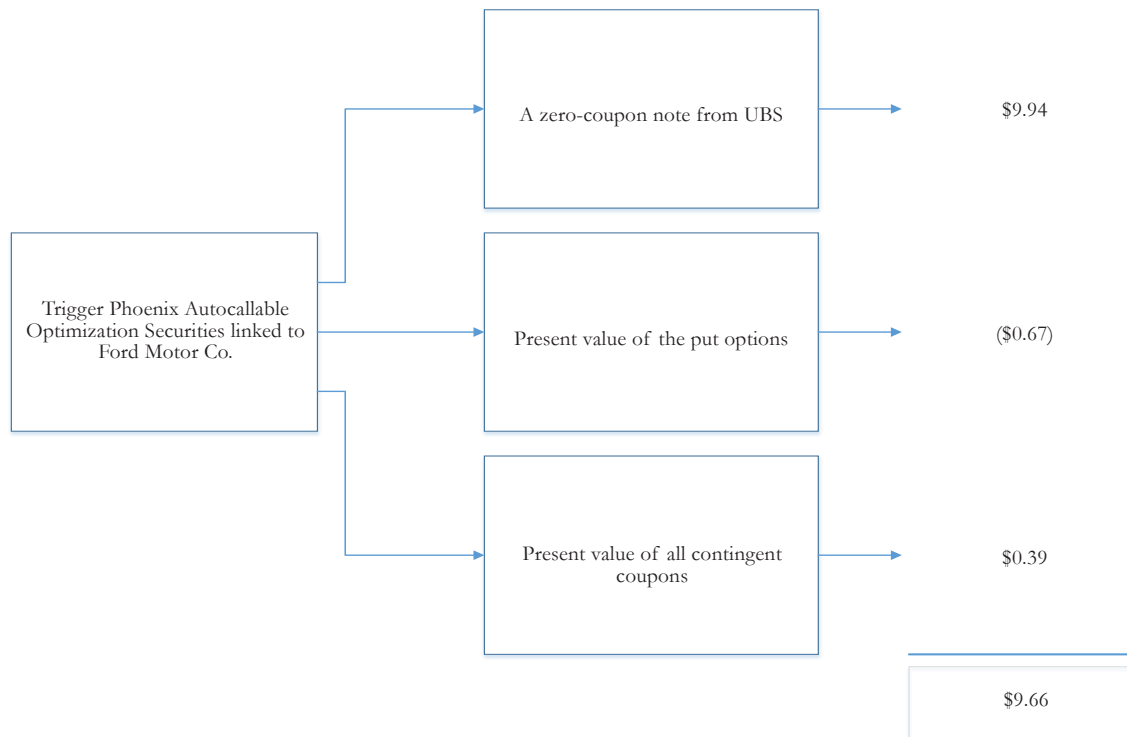 A zero-coupon note from UBS
$9.94
Trigger Phoenix Autocallable
Optimization Securities linked to
Ford Motor Co.
Present value of the put options
($0.67)
Present value of all contingent
coupons
$0.39
$9.66